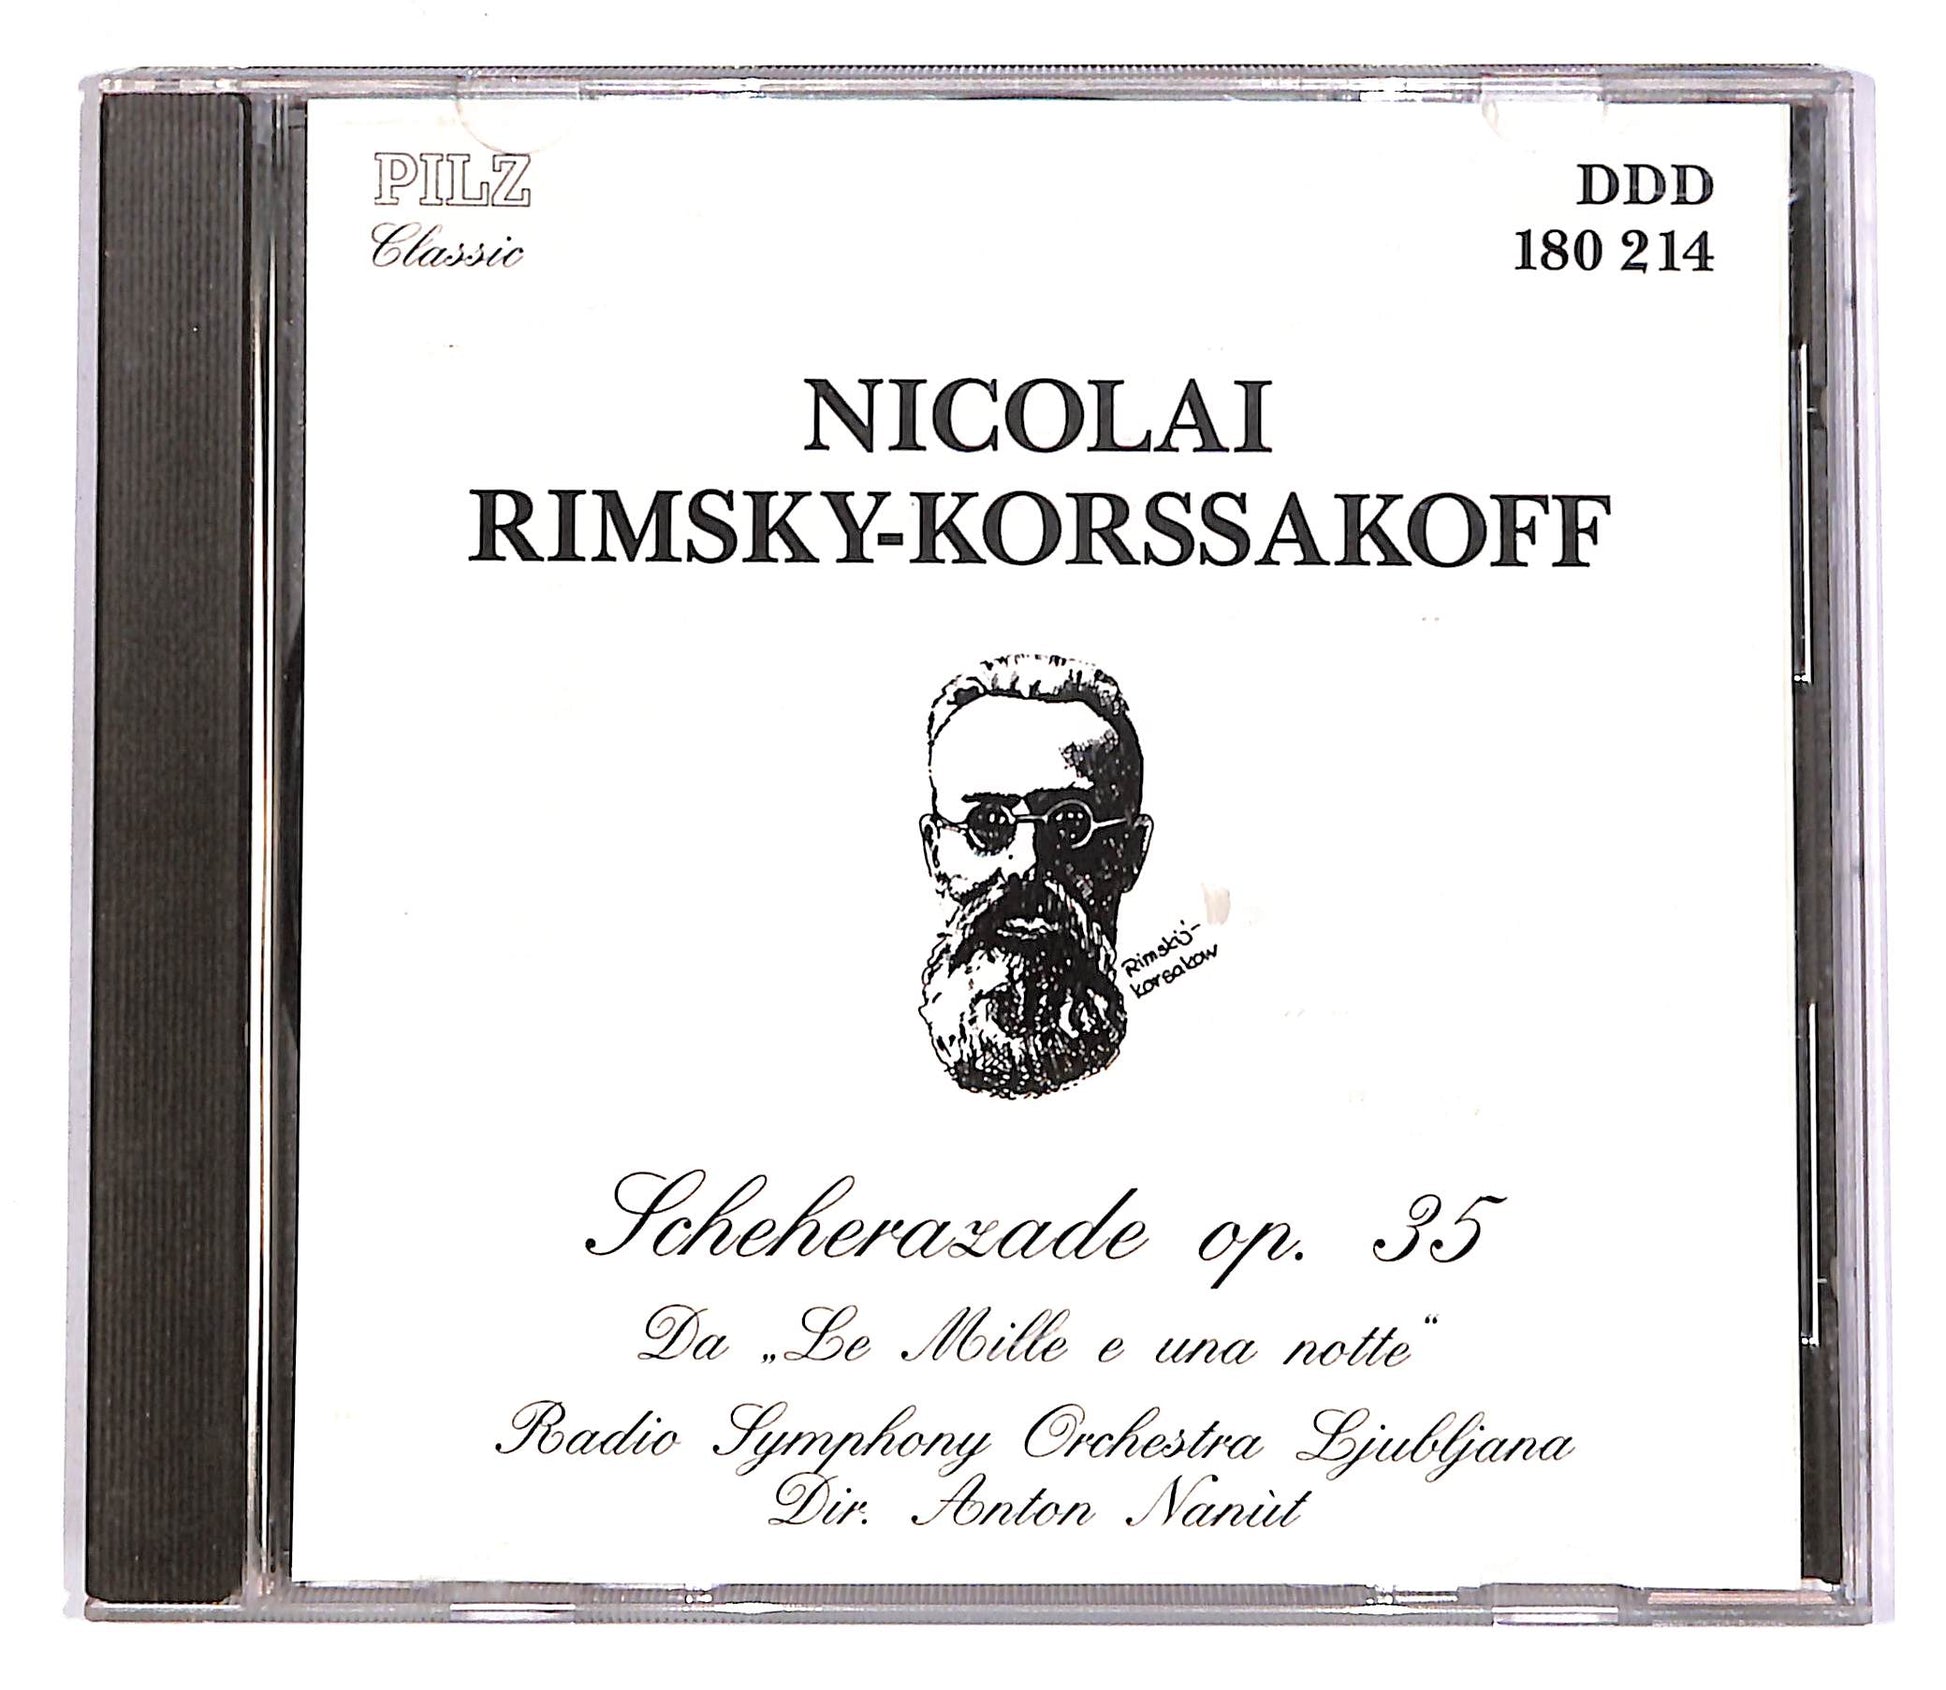 PILZ
Classic
DDD
180 214
NICOLAI
RIMSKY-KORSSAKOFF
Rimskij-
Korsakow
Scheherazade op. 35
Da „Le Mille e una notte“
Radio Symphony Orchestra Ljubljana
Dir. Anton Nanùt